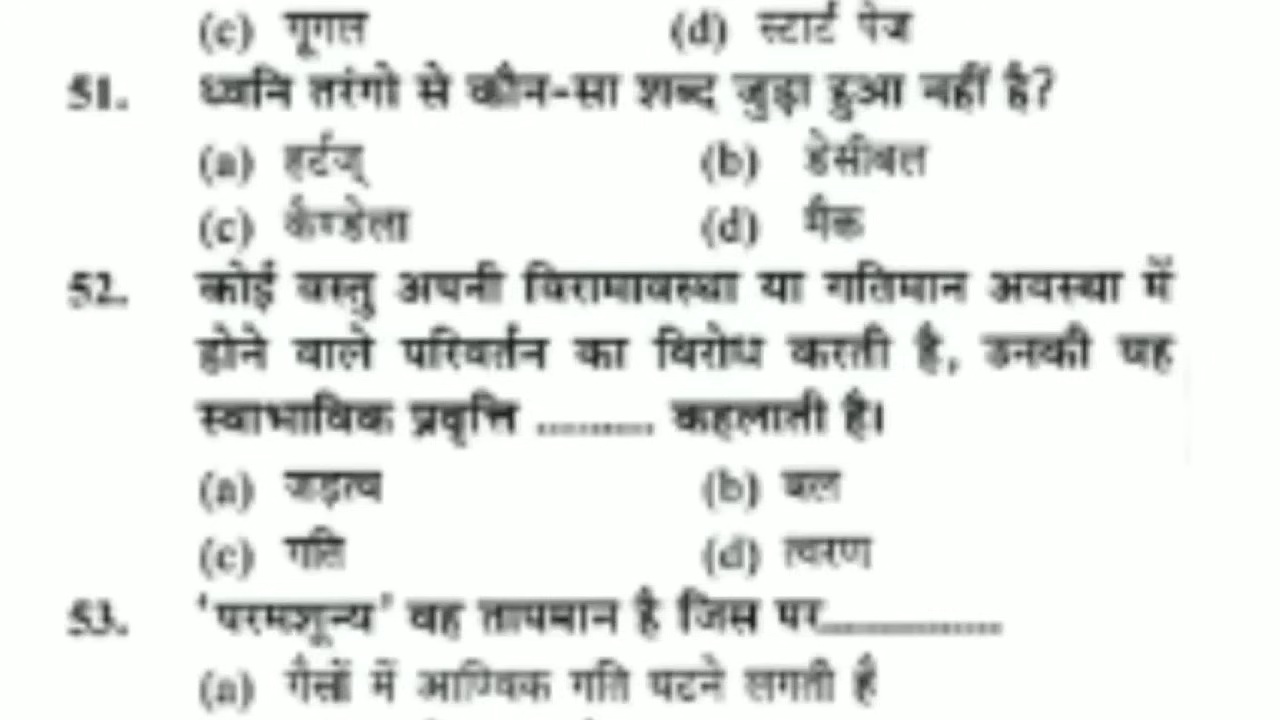 (c) गूगल (d) स्टार्ट पेज
51. ध्वनि तरंगो से कौन-सा शब्द जुड़ा हुआ नहीं है?
(a) हर्टज् (b) डेसीबल
(c) कैण्डेला (d) मैक
52. कोई वस्तु अपनी विरामावस्था या गतिमान अवस्था में
होने वाले परिवर्तन का विरोध करती है, उनकी यह
स्वाभाविक प्रवृत्ति .......... कहलाती है।
(a) जड़त्व (b) बल
(c) गति (d) त्वरण
53. 'परमशून्य' वह तापमान है जिस पर................
(a) गैसों में आण्विक गति घटने लगती है